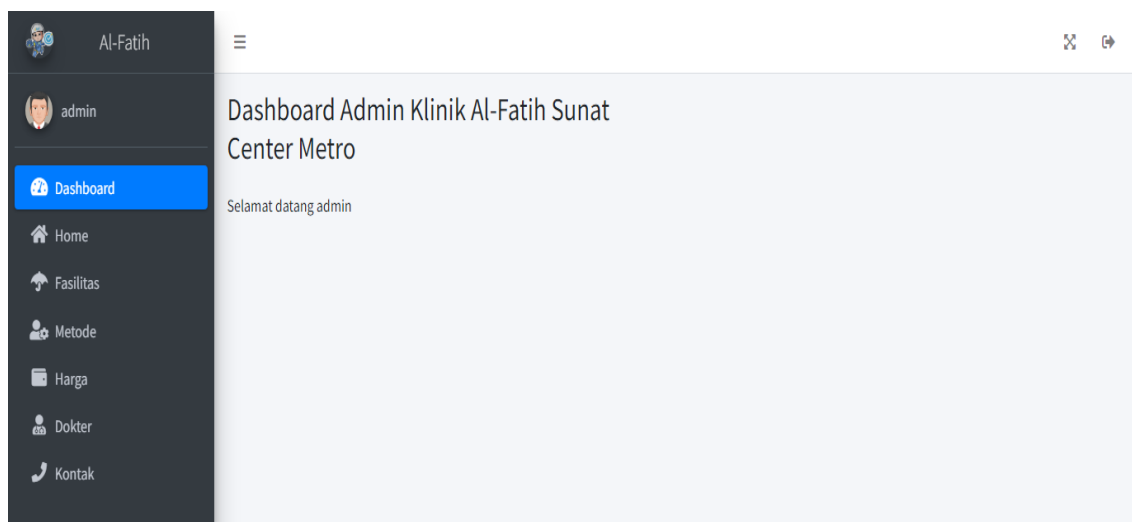 Al-Fatih
admin
Dashboard
Home
Fasilitas
Metode
Harga
Dokter
Kontak
Dashboard Admin Klinik Al-Fatih Sunat
Center Metro
Selamat datang admin